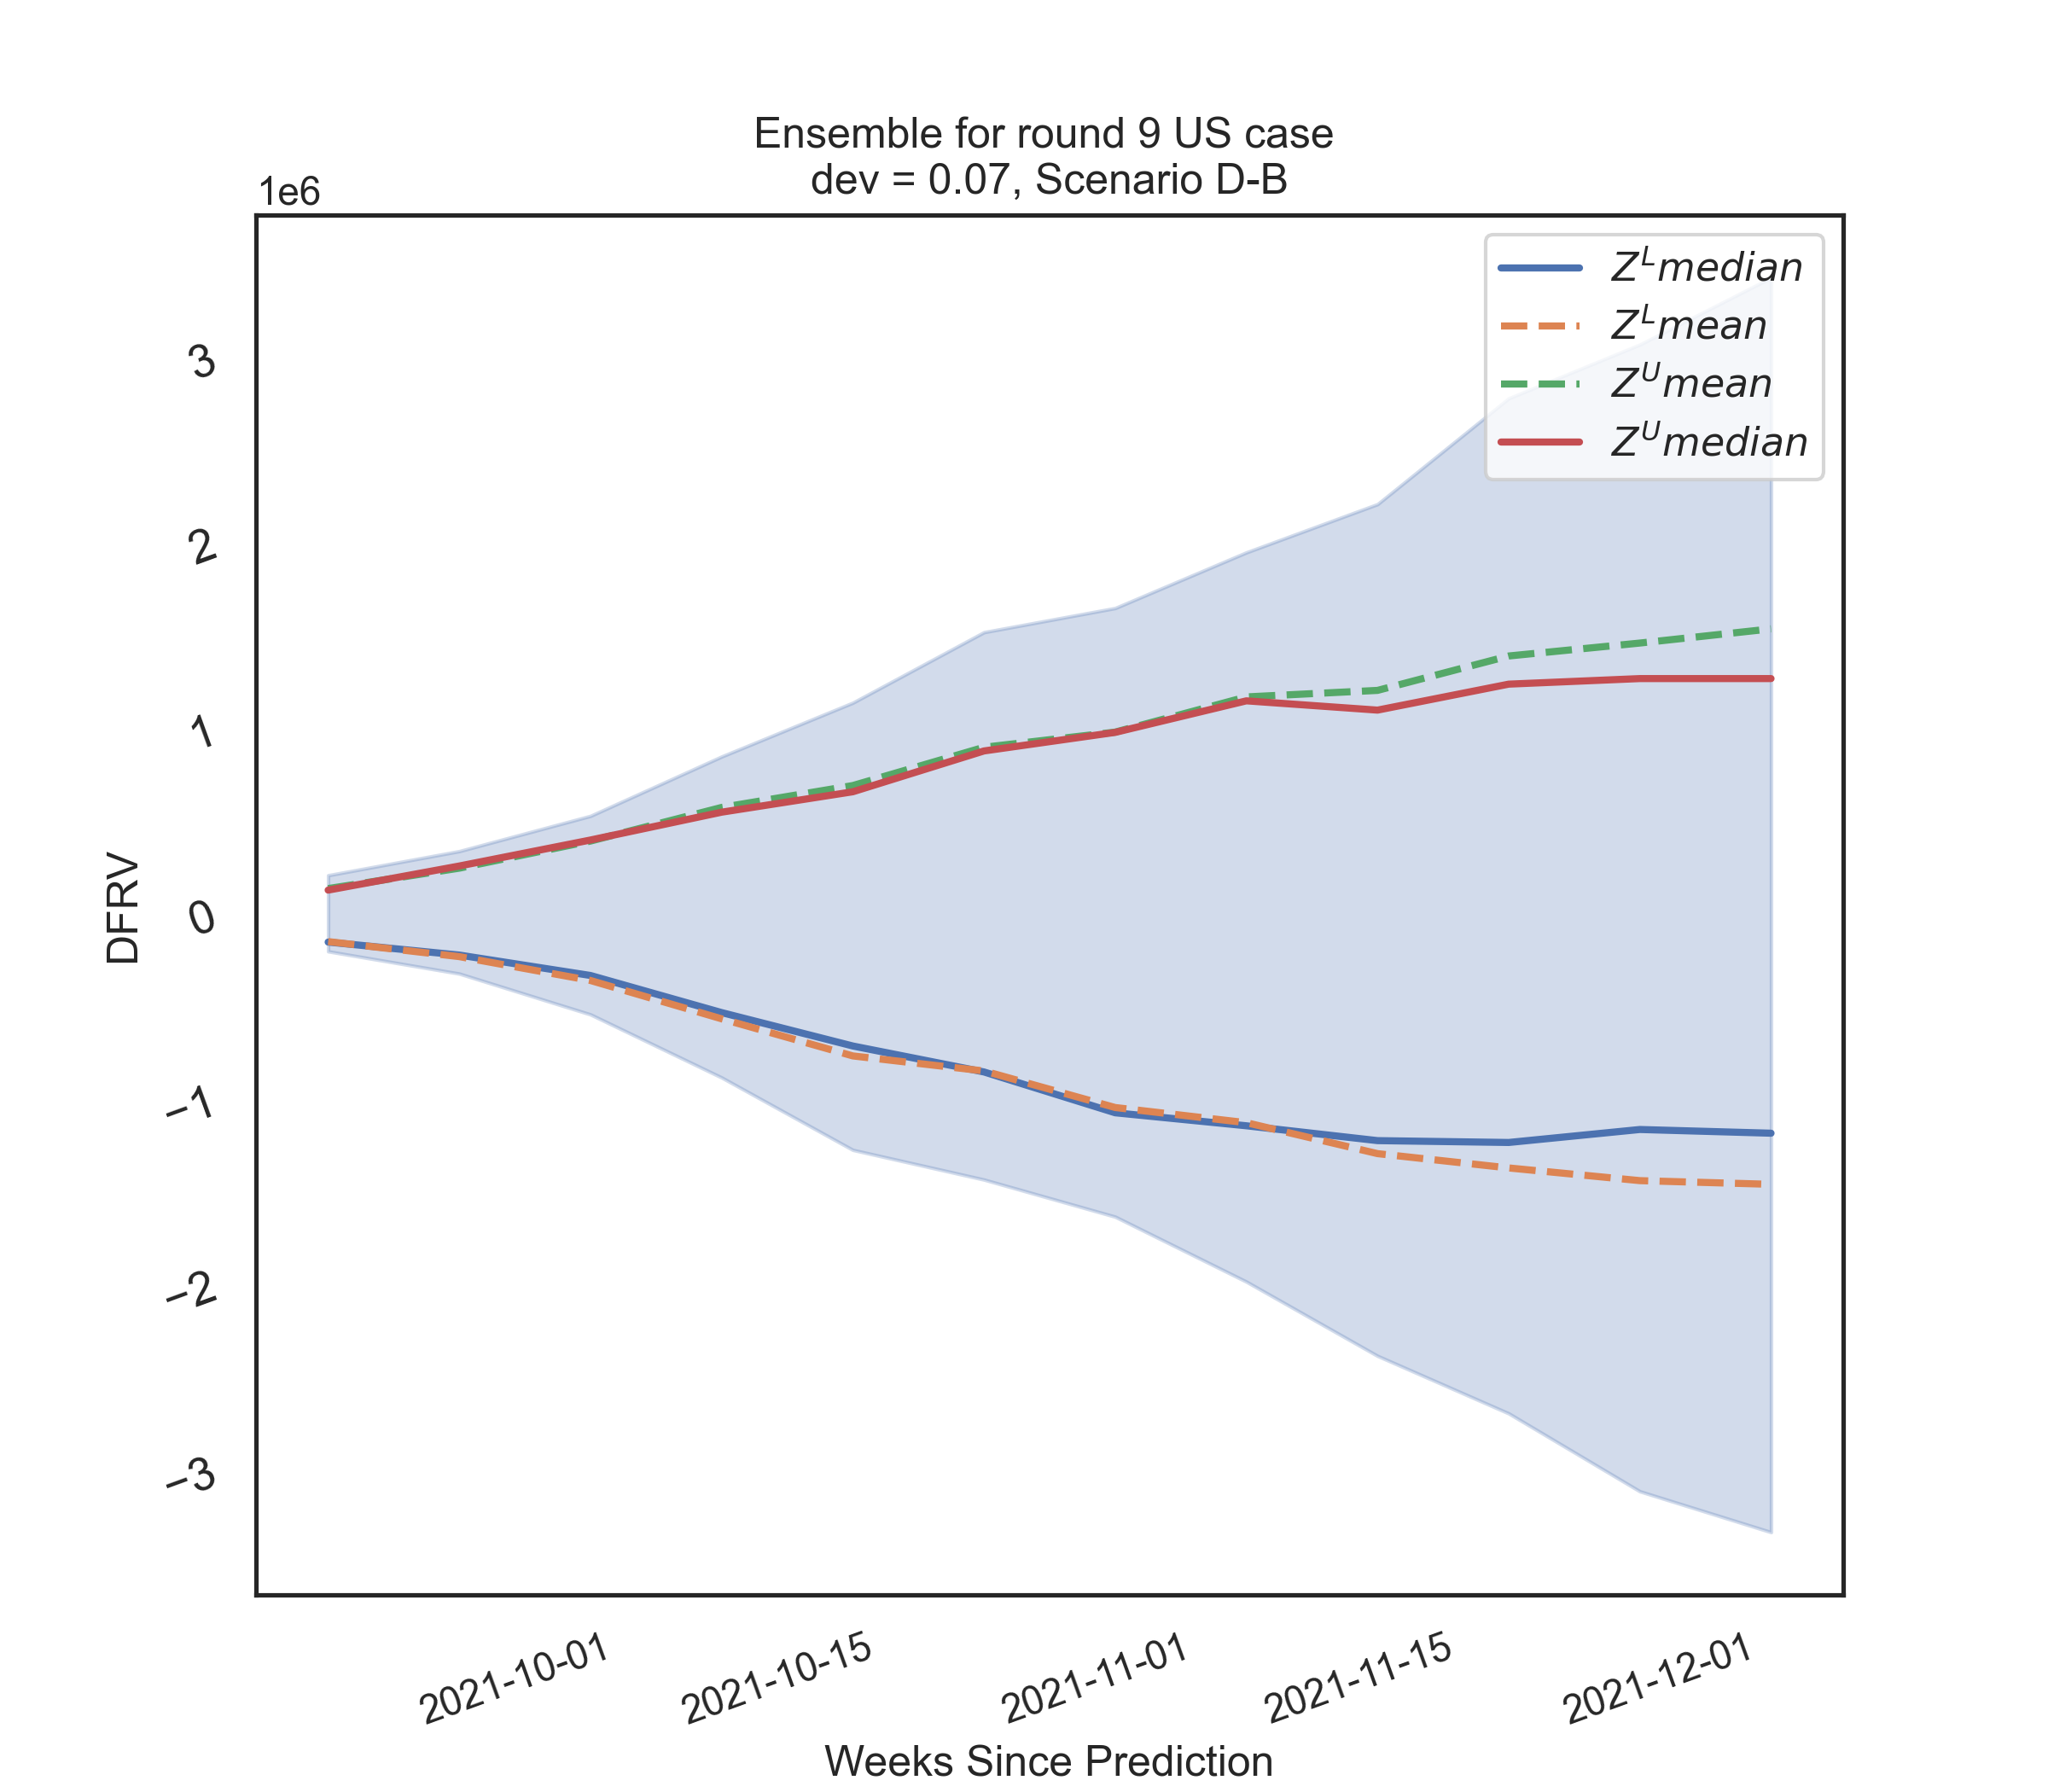 Ensemble for round 9 US case
dev = 0.07, Scenario D-B
1e6
Z^L median
Z^L mean
Z^U mean
Z^U median
3
2
1
0
−1
−2
−3
DFRV
2021-10-01
2021-10-15
2021-11-01
2021-11-15
2021-12-01
Weeks Since Prediction